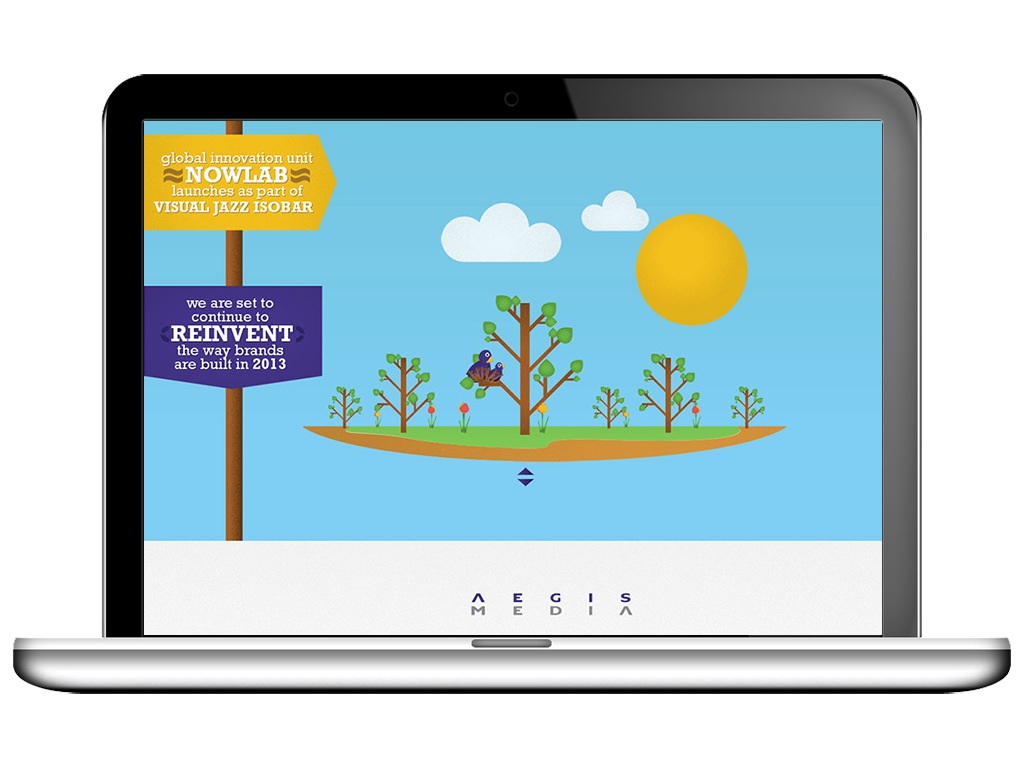 global innovation unit
NOWLAB
launches as part of
VISUAL JAZZ ISOBAR
we are set to
continue to
REINVENT
the way brands
are built in 2013
AEGIS
MEDIA